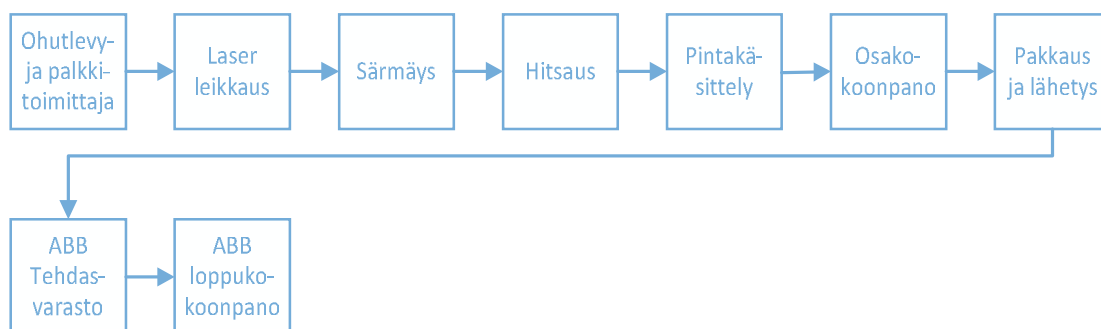 Ohutlevy-
ja palkki-
toimittaja
Laser
leikkaus
Särmäys
Hitsaus
Pintakä-
sittely
Osako-
koonpano
Pakkaus
ja lähetys
ABB
Tehdas-
varasto
ABB
loppuko-
koonpano